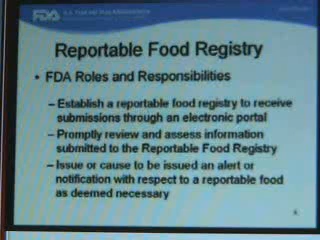 FDA
Reportable Food Registry
• FDA Roles and Responsibilities
– Establish a reportable food registry to receive
submissions through an electronic portal
– Promptly review and assess information
submitted to the Reportable Food Registry
– Issue or cause to be issued an alert or
notification with respect to a reportable food
as deemed necessary